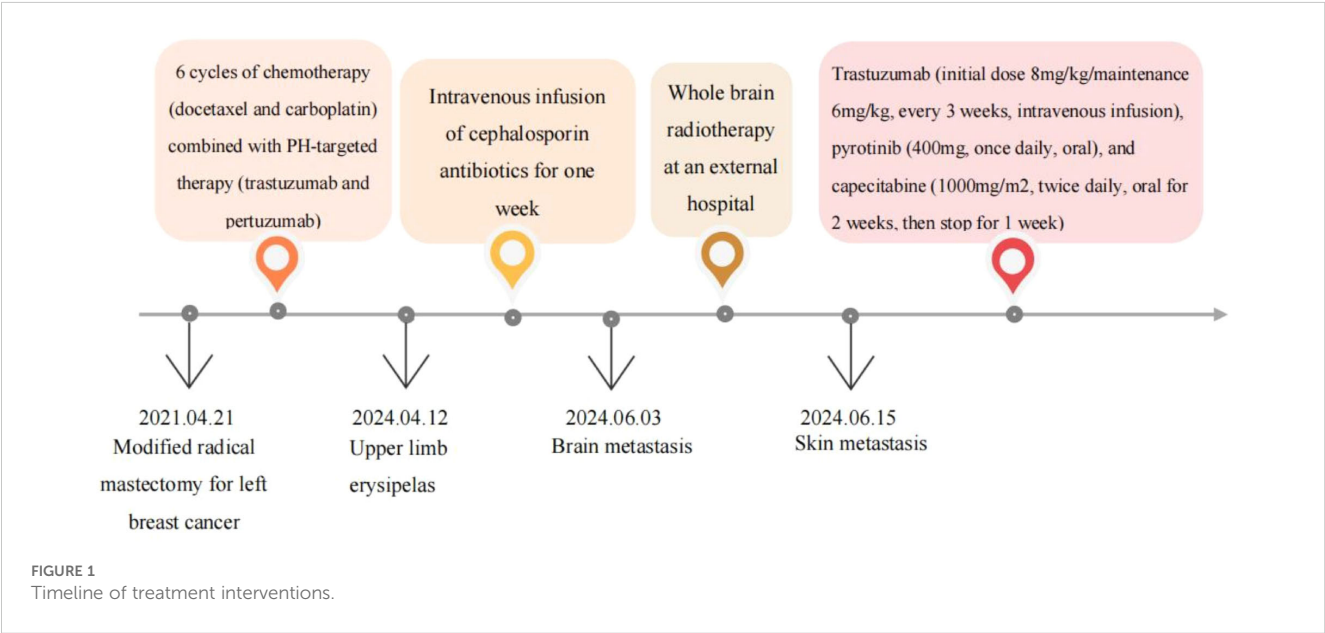 6 cycles of chemotherapy
(docetaxel and carboplatin)
combined with PH-targeted
therapy (trastuzumab and
pertuzumab)
Intravenous infusion
of cephalosporin
antibiotics for one
week
Whole brain
radiotherapy
at an external
hospital
Trastuzumab (initial dose 8mg/kg/maintenance
6mg/kg, every 3 weeks, intravenous infusion),
pyrotinib (400mg, once daily, oral), and
capecitabine (1000mg/m2, twice daily, oral for
2 weeks, then stop for 1 week)
2021.04.21
Modified radical
mastectomy for left
breast cancer
2024.04.12
Upper limb
erysipelas
2024.06.03
Brain metastasis
2024.06.15
Skin metastasis
FIGURE 1
Timeline of treatment interventions.